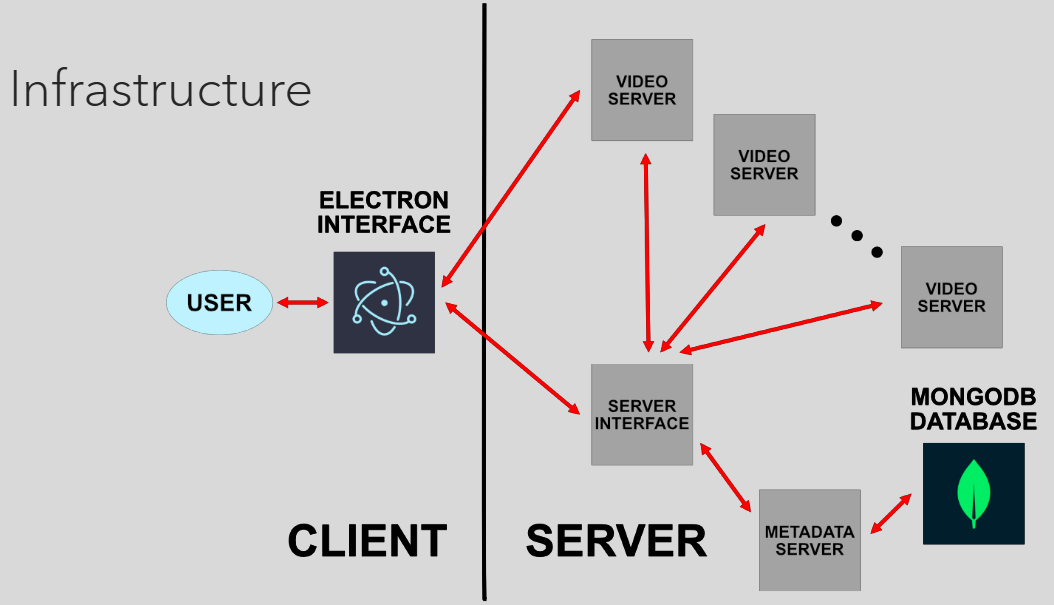 Infrastructure
VIDEO
SERVER
VIDEO
SERVER
ELECTRON
INTERFACE
USER
VIDEO
SERVER
SERVER
INTERFACE
MONGODB
DATABASE
CLIENT
SERVER
METADATA
SERVER